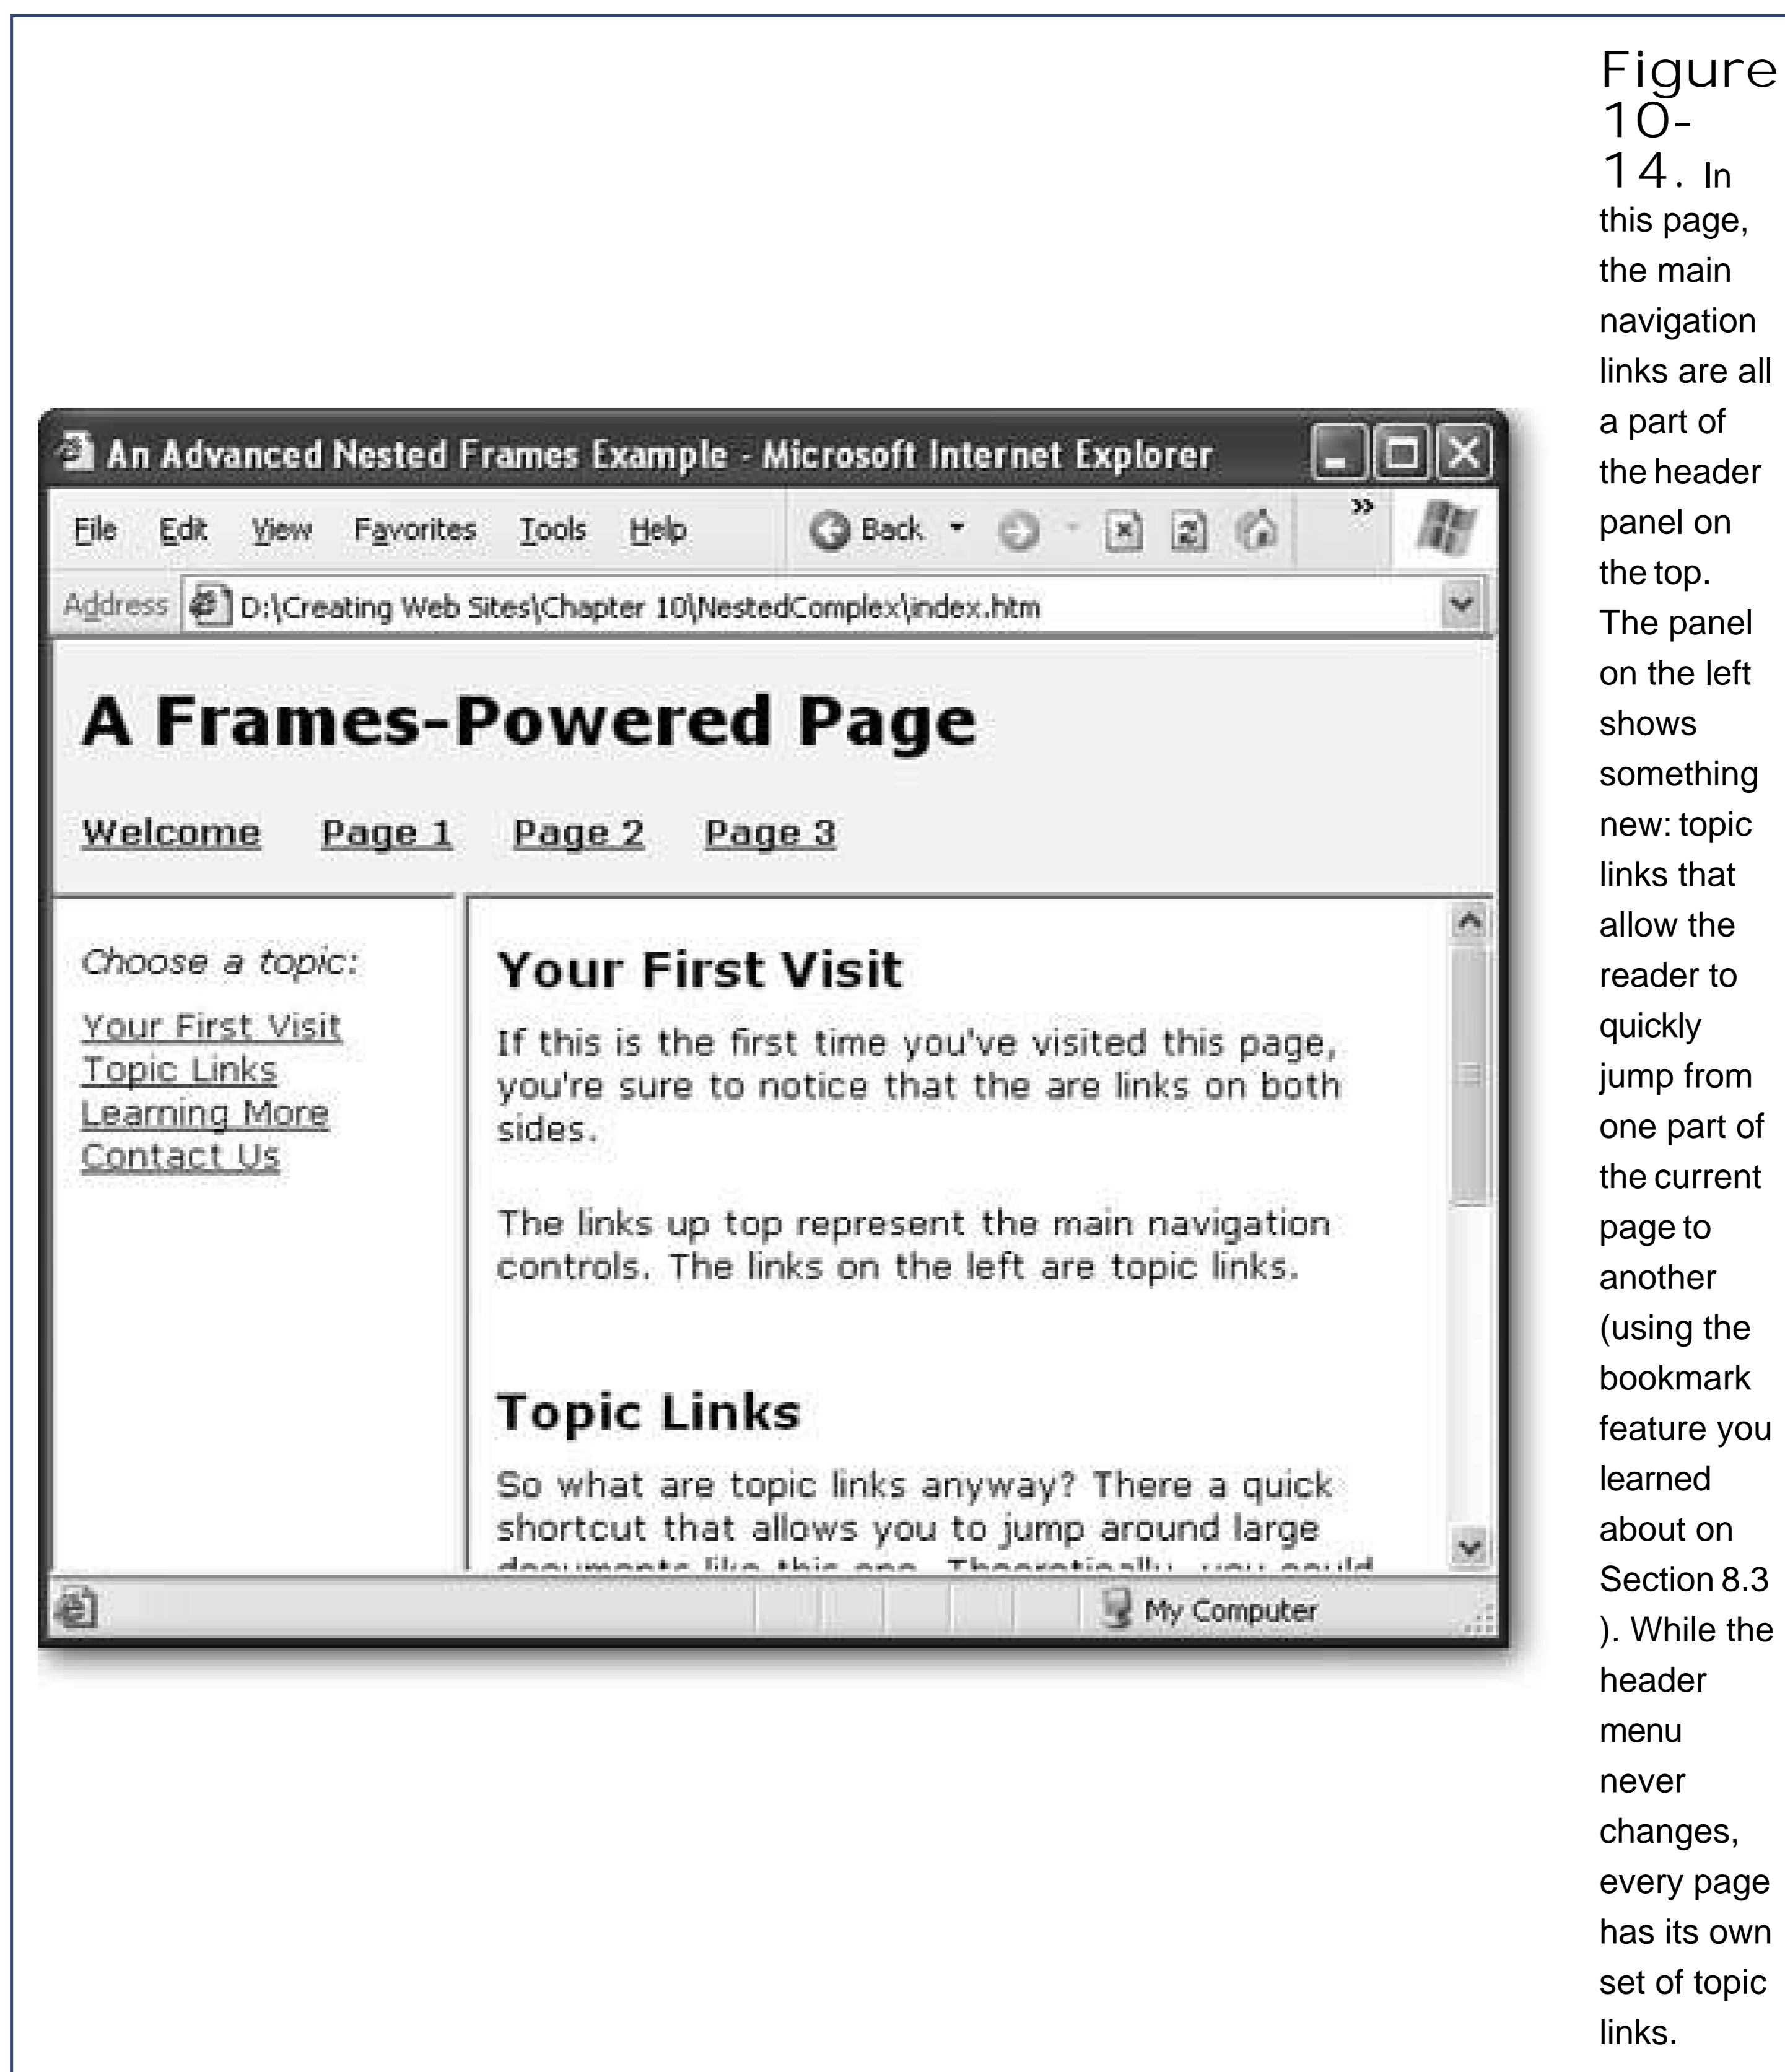 An Advanced Nested Frames Example - Microsoft Internet Explorer
File Edit View Favorites Tools Help Back »
Address D:\Creating Web Sites\Chapter 10\NestedComplex\index.htm
A Frames-Powered Page
Welcome Page 1 Page 2 Page 3
Choose a topic:
Your First Visit
Topic Links
Learning More
Contact Us
Your First Visit
If this is the first time you've visited this page,
you're sure to notice that the are links on both
sides.
The links up top represent the main navigation
controls. The links on the left are topic links.
Topic Links
So what are topic links anyway? There a quick
shortcut that allows you to jump around large
documents like this one. Theoretically, you could
My Computer
Figure
10-
14. In
this page,
the main
navigation
links are all
a part of
the header
panel on
the top.
The panel
on the left
shows
something
new: topic
links that
allow the
reader to
quickly
jump from
one part of
the current
page to
another
(using the
bookmark
feature you
learned
about on
Section 8.3
). While the
header
menu
never
changes,
every page
has its own
set of topic
links.